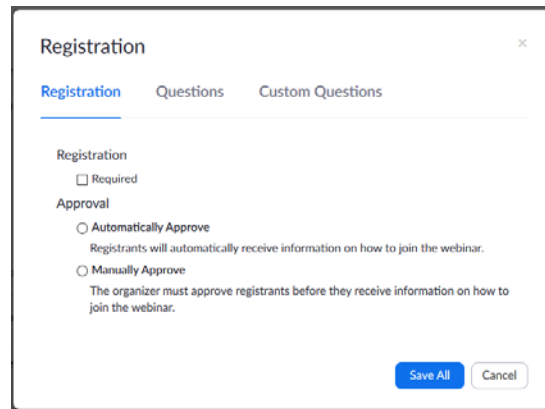 Registration
Registration Questions Custom Questions
Registration
Required
Approval
Automatically Approve
Registrants will automatically receive information on how to join the webinar.
Manually Approve
The organizer must approve registrants before they receive information on how to
join the webinar.
Save All Cancel